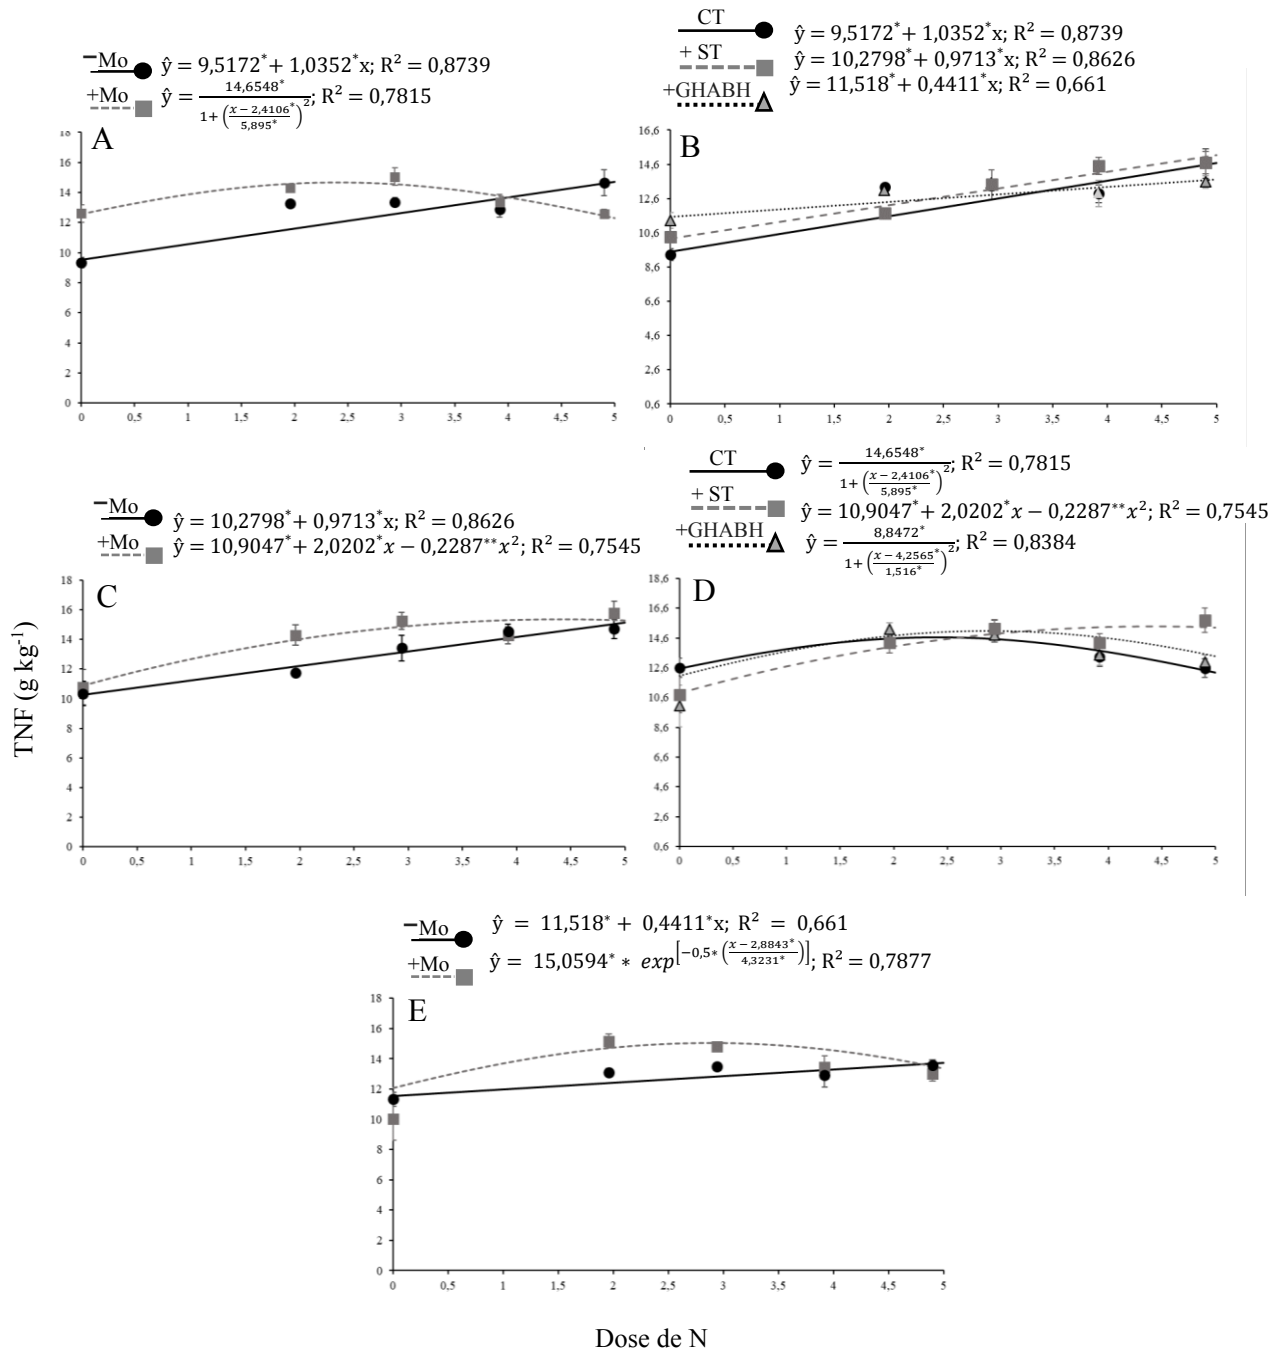 −Mo ŷ = 9,5172* + 1,0352*x; R² = 0,8739
+Mo ŷ = 14,6548* / 1+ ((x − 2,4106*) / 5,895*)²; R² = 0,7815
A
18
16
14
12
10
8
6
4
2
0
0 0,5 1 1,5 2 2,5 3 3,5 4 4,5 5
CT ŷ = 9,5172* + 1,0352*x; R² = 0,8739
+ ST ŷ = 10,2798* + 0,9713*x; R² = 0,8626
+GHABH ŷ = 11,518* + 0,4411*x; R² = 0,661
B
16,6
14,6
12,6
10,6
8,6
6,6
4,6
2,6
0,6
0 0,5 1 1,5 2 2,5 3 3,5 4 4,5 5
−Mo ŷ = 10,2798* + 0,9713*x; R² = 0,8626
+Mo ŷ = 10,9047* + 2,0202*x − 0,2287**x²; R² = 0,7545
C
18
16
14
12
10
8
6
4
2
0
0 0,5 1 1,5 2 2,5 3 3,5 4 4,5 5
CT ŷ = 14,6548* / 1+ ((x − 2,4106*) / 5,895*)²; R² = 0,7815
+ ST ŷ = 10,9047* + 2,0202*x − 0,2287**x²; R² = 0,7545
+GHABH ŷ = 8,8472* / 1+ ((x − 4,2565*) / 1,516*)²; R² = 0,8384
D
18,6
16,6
14,6
12,6
10,6
8,6
6,6
4,6
2,6
0,6
0 0,5 1 1,5 2 2,5 3 3,5 4 4,5 5
TNF (g kg⁻¹)
−Mo ŷ = 11,518* + 0,4411*x; R² = 0,661
+Mo ŷ = 15,0594* * exp[−0,5* ((x − 2,8843*) / 4,3231*)]; R² = 0,7877
E
18
16
14
12
10
8
6
4
2
0
0 0,5 1 1,5 2 2,5 3 3,5 4 4,5 5
Dose de N